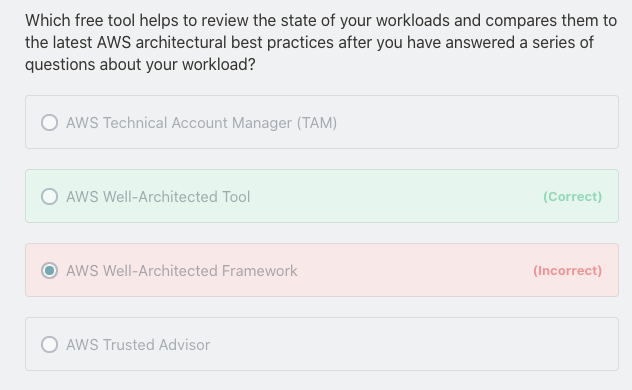 Which free tool helps to review the state of your workloads and compares them to
the latest AWS architectural best practices after you have answered a series of
questions about your workload?
AWS Technical Account Manager (TAM)
AWS Well-Architected Tool (Correct)
AWS Well-Architected Framework (Incorrect)
AWS Trusted Advisor